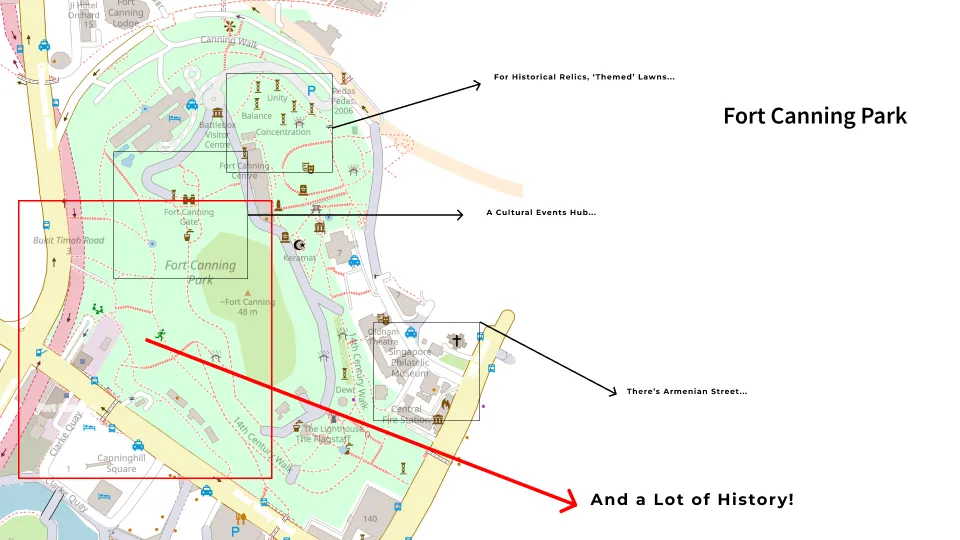 Ji Hotel
Orchard
15
Fort
Canning
Lodge
Canning Walk
For Historical Relics, ‘Themed’ Lawns...
Fort Canning Park
Unity
P
Pedas
Pedas,
2006
Balance
Battlebox
Visitor
Centre
Concentration
Fort Canning
Centre
A Cultural Events Hub...
Fort Canning
Gate
Bukit Timah Road
3
Keramat
7
Fort Canning
Park
~Fort Canning
48 m
Oldham
Theatre
Singapore
Philatelic
Museum
14th Century Walk
There’s Armenian Street...
Dewi
Central
Fire Station
Clarke Quay
14th Century Walk
The Lighthouse
The Flagstaff
Canninghill
Square
1
Clarke Quay
And a Lot of History!
140
P